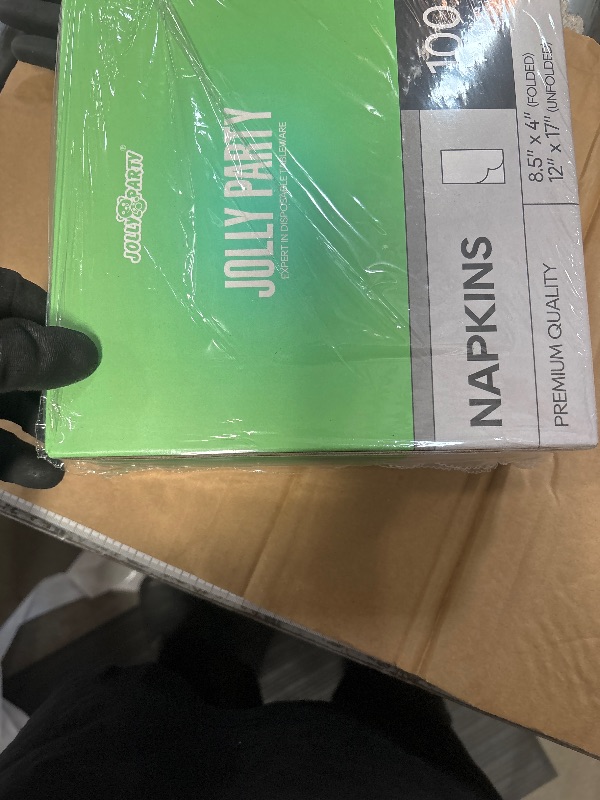 JOLLY PARTY®
JOLLY PARTY
EXPERT IN DISPOSABLE TABLEWARE
100
NAPKINS
8.5" x 4" (FOLDED)
12" x 17" (UNFOLDED)
PREMIUM QUALITY